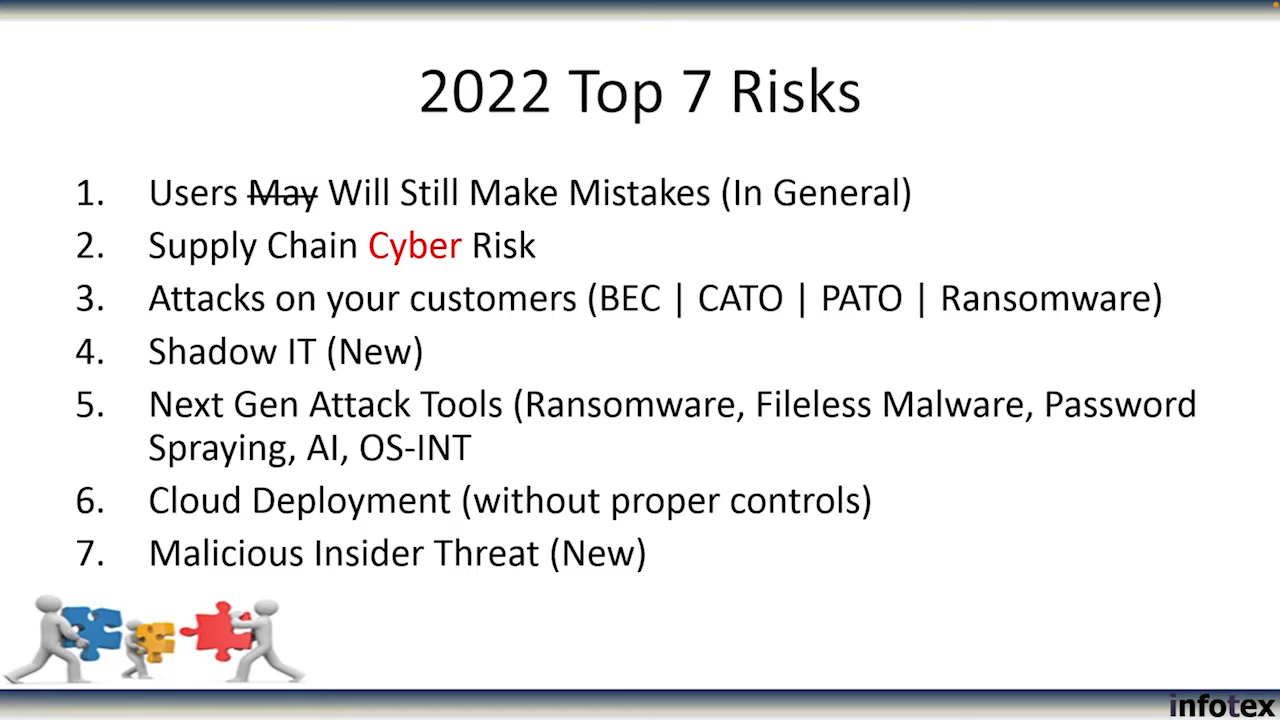 2022 Top 7 Risks
1. Users May Will Still Make Mistakes (In General)
2. Supply Chain Cyber Risk
3. Attacks on your customers (BEC | CATO | PATO | Ransomware)
4. Shadow IT (New)
5. Next Gen Attack Tools (Ransomware, Fileless Malware, Password
Spraying, AI, OS-INT
6. Cloud Deployment (without proper controls)
7. Malicious Insider Threat (New)
infotex